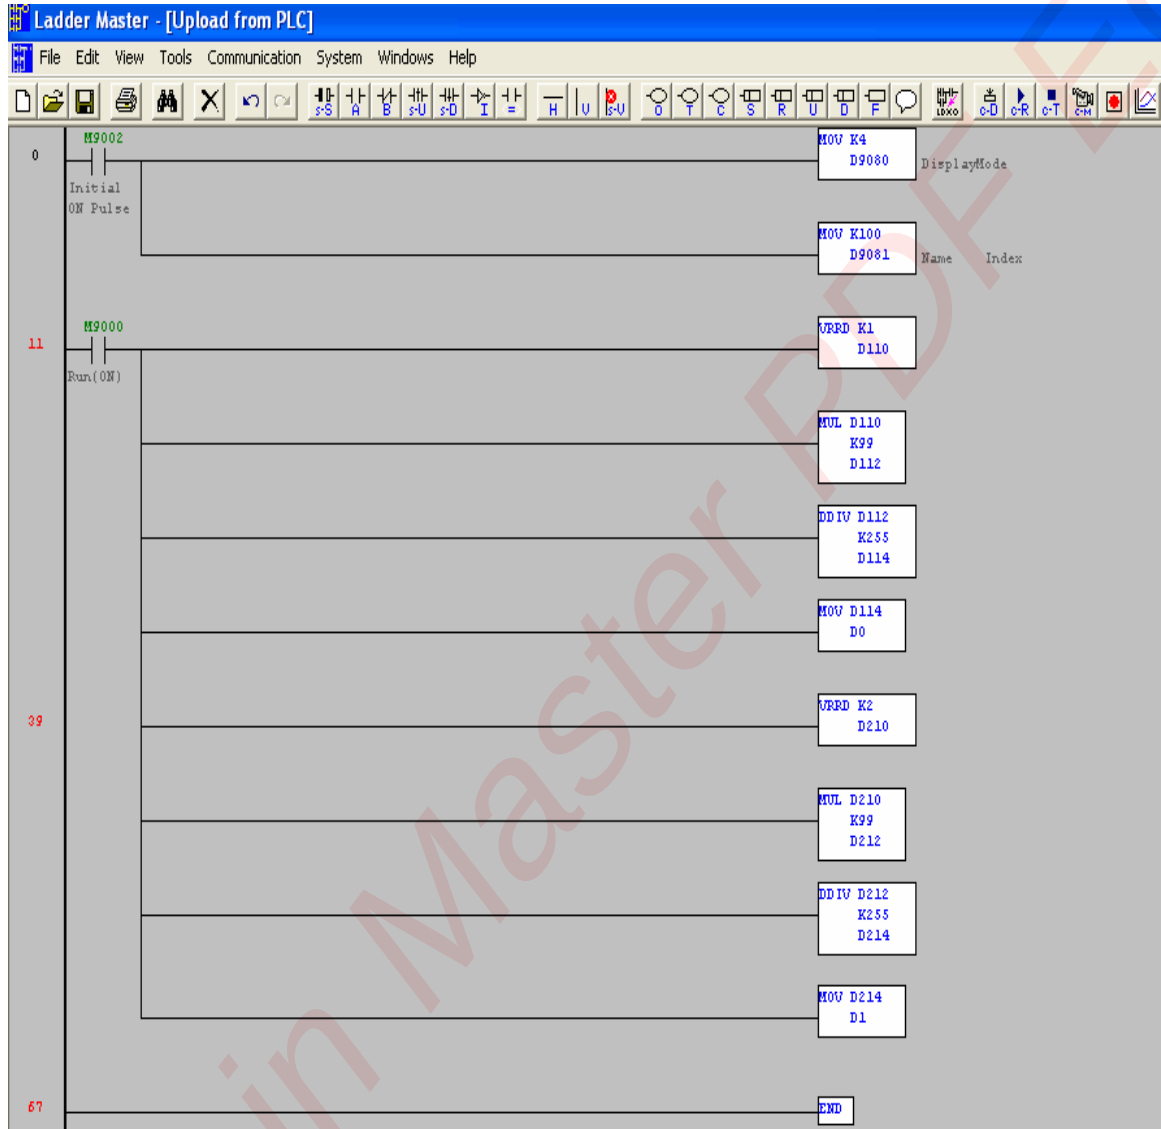 Ladder Master - [Upload from PLC]
File Edit View Tools Communication System Windows Help
s-S A B s-U s-D I = H U s-U O T C S R U D F LDXO c-D c-R c-T C-M
0 M9002 MOV K4
D9080 DisplayMode
Initial
ON Pulse
MOV K100
D9081 Name Index
M9000 VRRD K1
11 D110
Run(ON)
MUL D110
K99
D112
DDIV D112
K255
D114
MOV D114
D0
VRRD K2
39 D210
MUL D210
K99
D212
DDIV D212
K255
D214
MOV D214
D1
67 END
in Master PDF E